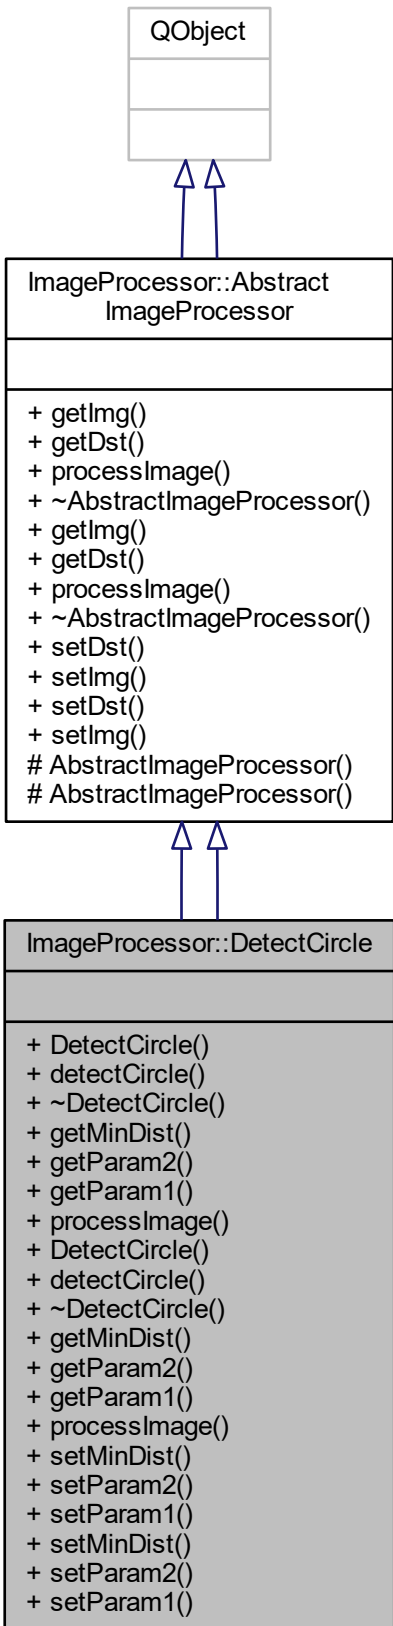 QObject
ImageProcessor::Abstract
ImageProcessor
+ getImg()
+ getDst()
+ processImage()
+ ~AbstractImageProcessor()
+ getImg()
+ getDst()
+ processImage()
+ ~AbstractImageProcessor()
+ setDst()
+ setImg()
+ setDst()
+ setImg()
# AbstractImageProcessor()
# AbstractImageProcessor()
ImageProcessor::DetectCircle
+ DetectCircle()
+ detectCircle()
+ ~DetectCircle()
+ getMinDist()
+ getParam2()
+ getParam1()
+ processImage()
+ DetectCircle()
+ detectCircle()
+ ~DetectCircle()
+ getMinDist()
+ getParam2()
+ getParam1()
+ processImage()
+ setMinDist()
+ setParam2()
+ setParam1()
+ setMinDist()
+ setParam2()
+ setParam1()